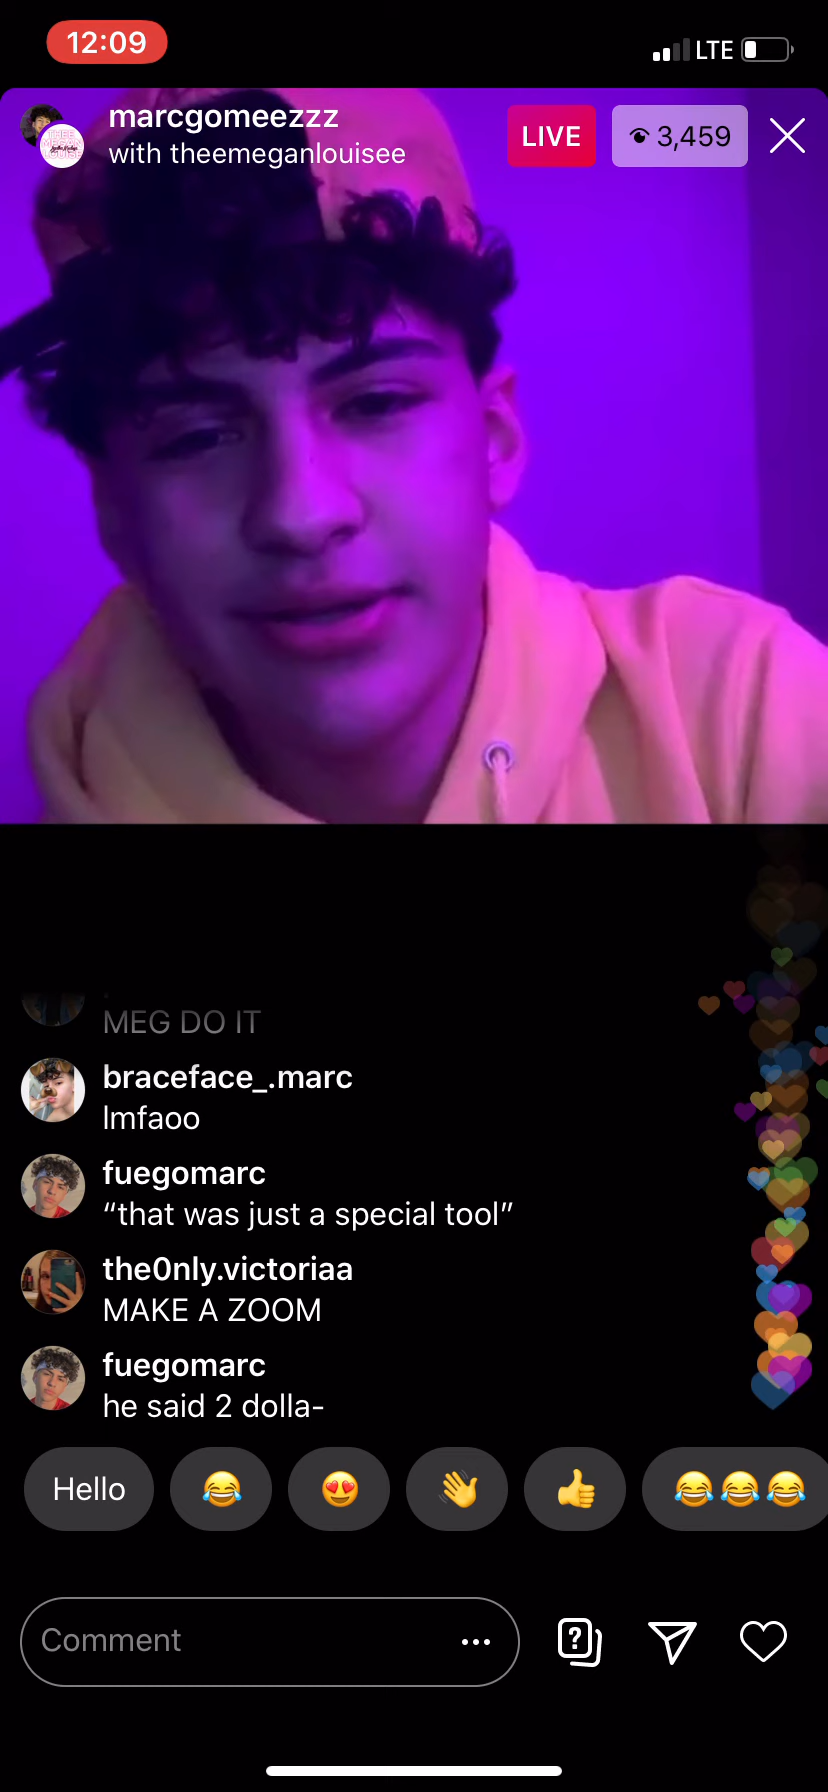 12:09
LTE
marcgomeezzz
with theemeganlouisee
LIVE
3,459
MEG DO IT
braceface_.marc
lmfaoo
fuegomarc
“that was just a special tool”
the0nly.victoriaa
MAKE A ZOOM
fuegomarc
he said 2 dolla-
Hello
Comment